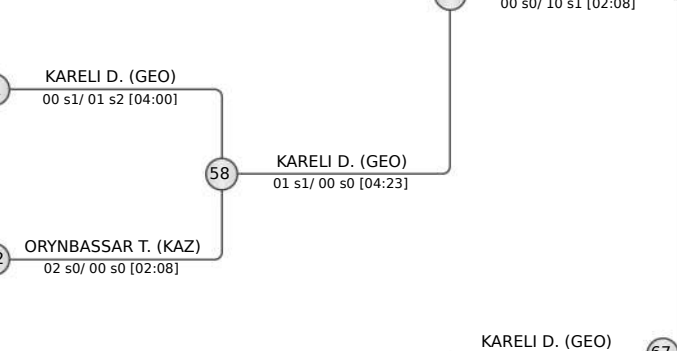 00 s0/ 10 s1 [02:08]
KARELI D. (GEO)
00 s1/ 01 s2 [04:00]
58
KARELI D. (GEO)
01 s1/ 00 s0 [04:23]
2
ORYNBASSAR T. (KAZ)
02 s0/ 00 s0 [02:08]
KARELI D. (GEO)
67